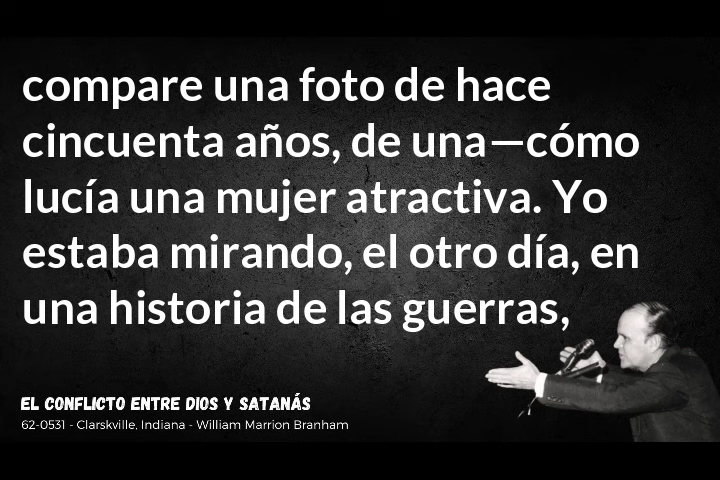 compare una foto de hace
cincuenta años, de una—cómo
lucía una mujer atractiva. Yo
estaba mirando, el otro día, en
una historia de las guerras,
EL CONFLICTO ENTRE DIOS Y SATANÁS
62-0531 - Clarskville, Indiana - William Marrion Branham